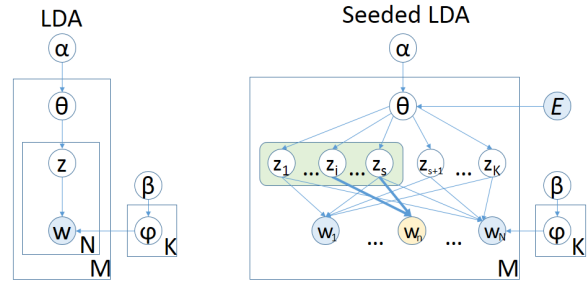 LDA
α
θ
z
w
N
M
β
φ
K
Seeded LDA
α
θ
E
z1 ... zi ... zs zs+1 ... zK
w1 ... wn ... wN
M
β
φ
K